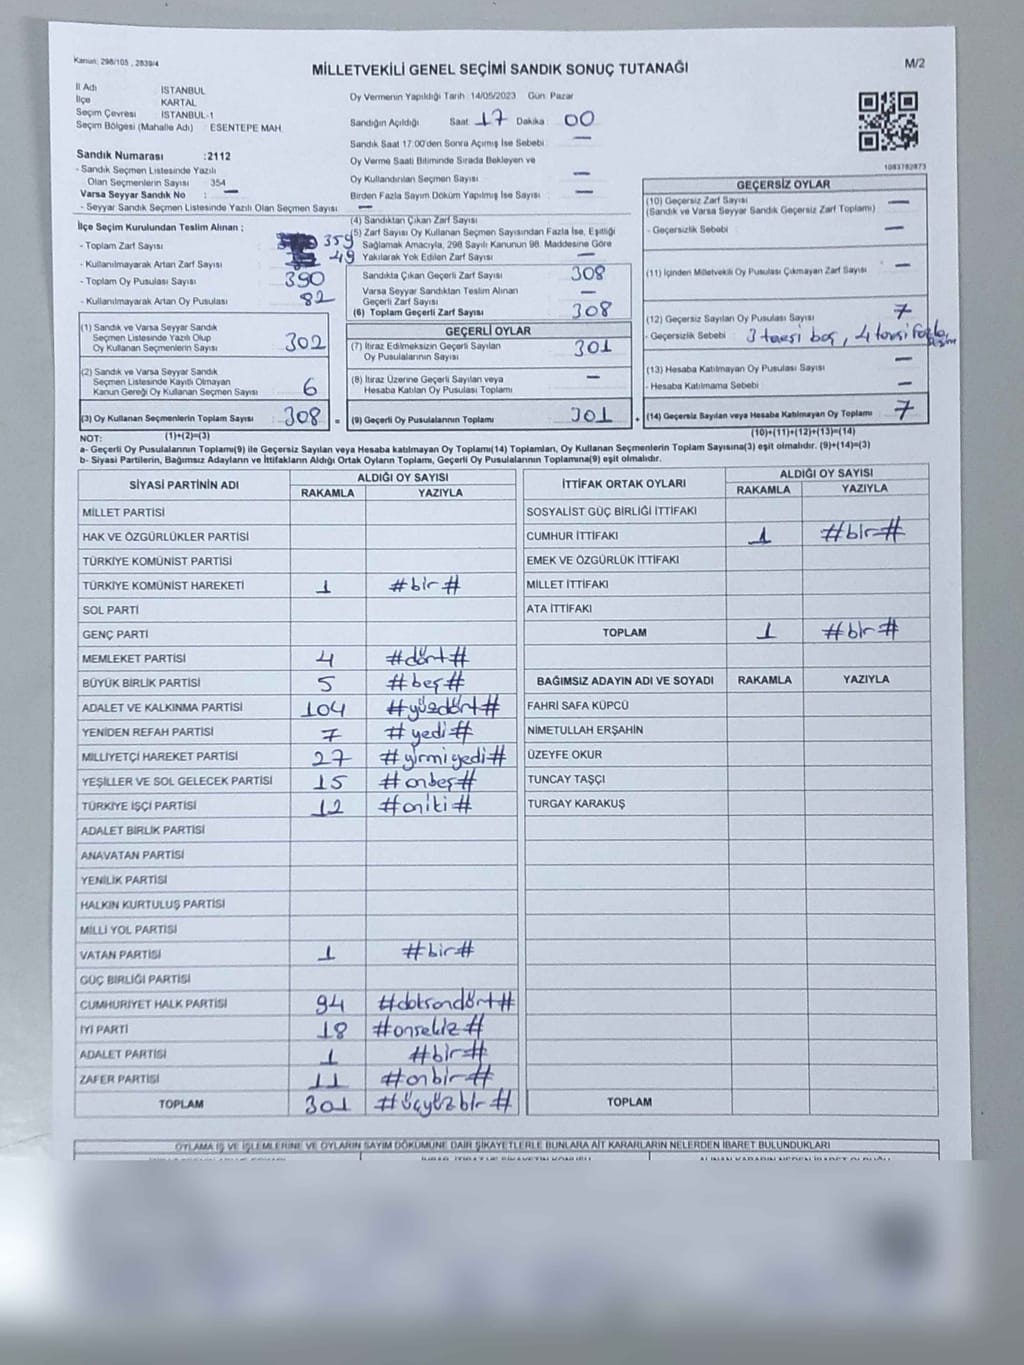 Kanun: 298/105 , 2839/4
MİLLETVEKİLİ GENEL SEÇİMİ SANDIK SONUÇ TUTANAĞI
M/2
İl Adı İSTANBUL
İlçe KARTAL
Seçim Çevresi İSTANBUL-1
Seçim Bölgesi (Mahalle Adı) ESENTEPE MAH.
Sandık Numarası :2112
- Sandık Seçmen Listesinde Yazılı
Olan Seçmenlerin Sayısı 354
Varsa Seyyar Sandık No : —
- Seyyar Sandık Seçmen Listesinde Yazılı Olan Seçmen Sayısı: —
Oy Vermenin Yapıldığı Tarih :14/05/2023 Gün: Pazar
Sandığın Açıldığı Saat 17 Dakika 00
Sandık Saat 17.00'den Sonra Açılmış İse Sebebi : —
Oy Verme Saati Bitiminde Sırada Bekleyen ve
Oy Kullandırılan Seçmen Sayısı —
Birden Fazla Sayım Döküm Yapılmış İse Sayısı —
1083782873
İlçe Seçim Kurulundan Teslim Alınan ;
- Toplam Zarf Sayısı 359
- Kullanılmayarak Artan Zarf Sayısı 49
- Toplam Oy Pusulası Sayısı 390
- Kullanılmayarak Artan Oy Pusulası 82
(1) Sandık ve Varsa Seyyar Sandık
Seçmen Listesinde Yazılı Olup
Oy Kullanan Seçmenlerin Sayısı 302
(2) Sandık ve Varsa Seyyar Sandık
Seçmen Listesinde Kayıtlı Olmayan
Kanun Gereği Oy Kullanan Seçmen Sayısı 6
(3) Oy Kullanan Seçmenlerin Toplam Sayısı 308 =
(4) Sandıktan Çıkan Zarf Sayısı
(5) Zarf Sayısı Oy Kullanan Seçmen Sayısından Fazla İse, Eşitliği
Sağlamak Amacıyla, 298 Sayılı Kanunun 98. Maddesine Göre
Yakılarak Yok Edilen Zarf Sayısı —
Sandıkta Çıkan Geçerli Zarf Sayısı 308
Varsa Seyyar Sandıktan Teslim Alınan
Geçerli Zarf Sayısı —
(6) Toplam Geçerli Zarf Sayısı 308
GEÇERLİ OYLAR
(7) İtiraz Edilmeksizin Geçerli Sayılan
Oy Pusulalarının Sayısı 301
(8) İtiraz Üzerine Geçerli Sayılan veya
Hesaba Katılan Oy Pusulası Toplamı —
(9) Geçerli Oy Pusulalarının Toplamı 301 +
GEÇERSİZ OYLAR
(10) Geçersiz Zarf Sayısı —
(Sandık ve Varsa Seyyar Sandık Geçersiz Zarf Toplamı)
- Geçersizlik Sebebi —
(11) İçinden Milletvekili Oy Pusulası Çıkmayan Zarf Sayısı —
(12) Geçersiz Sayılan Oy Pusulası Sayısı 7
- Geçersizlik Sebebi 3 tanesi boş, 4 tanesi fazla
(13) Hesaba Katılmayan Oy Pusulası Sayısı —
- Hesaba Katılmama Sebebi —
(14) Geçersiz Sayılan veya Hesaba Katılmayan Oy Toplamı 7
NOT: (1)+(2)=(3) (10)+(11)+(12)+(13)=(14)
a- Geçerli Oy Pusulalarının Toplamı(9) ile Geçersiz Sayılan veya Hesaba katılmayan Oy Toplamı(14) Toplamları, Oy Kullanan Seçmenlerin Toplam Sayısına(3) eşit olmalıdır. (9)+(14)=(3)
b- Siyasi Partilerin, Bağımsız Adayların ve İttifakların Aldığı Ortak Oyların Toplamı, Geçerli Oy Pusulalarının Toplamına(9) eşit olmalıdır.
SİYASİ PARTİNİN ADI ALDIĞI OY SAYISI
RAKAMLA YAZIYLA
MİLLET PARTİSİ
HAK VE ÖZGÜRLÜKLER PARTİSİ
TÜRKİYE KOMÜNİST PARTİSİ
TÜRKİYE KOMÜNİST HAREKETİ 1 #bir#
SOL PARTİ
GENÇ PARTİ
MEMLEKET PARTİSİ 4 #dört#
BÜYÜK BİRLİK PARTİSİ 5 #beş#
ADALET VE KALKINMA PARTİSİ 104 #yüzdört#
YENİDEN REFAH PARTİSİ 7 #yedi#
MİLLİYETÇİ HAREKET PARTİSİ 27 #yirmiyedi#
YEŞİLLER VE SOL GELECEK PARTİSİ 15 #onbeş#
TÜRKİYE İŞÇİ PARTİSİ 12 #oniki#
ADALET BİRLİK PARTİSİ
ANAVATAN PARTİSİ
YENİLİK PARTİSİ
HALKIN KURTULUŞ PARTİSİ
MİLLİ YOL PARTİSİ
VATAN PARTİSİ 1 #bir#
GÜÇ BİRLİĞİ PARTİSİ
CUMHURİYET HALK PARTİSİ 94 #doksandört#
İYİ PARTİ 18 #onsekiz#
ADALET PARTİSİ 1 #bir#
ZAFER PARTİSİ 11 #onbir#
TOPLAM 301 #üçyüzbir#
İTTİFAK ORTAK OYLARI ALDIĞI OY SAYISI
RAKAMLA YAZIYLA
SOSYALİST GÜÇ BİRLİĞİ İTTİFAKI
CUMHUR İTTİFAKI 1 #bir#
EMEK VE ÖZGÜRLÜK İTTİFAKI
MİLLET İTTİFAKI
ATA İTTİFAKI
TOPLAM 1 #bir#
BAĞIMSIZ ADAYIN ADI VE SOYADI RAKAMLA YAZIYLA
FAHRİ SAFA KÜPCÜ
NİMETULLAH ERŞAHİN
ÜZEYFE OKUR
TUNCAY TAŞÇI
TURGAY KARAKUŞ
TOPLAM
OYLAMA İŞ VE İŞLEMLERİNE VE OYLARIN SAYIM DÖKÜMÜNE DAİR ŞİKAYETLERLE BUNLARA AİT KARARLARIN NELERDEN İBARET BULUNDUKLARI